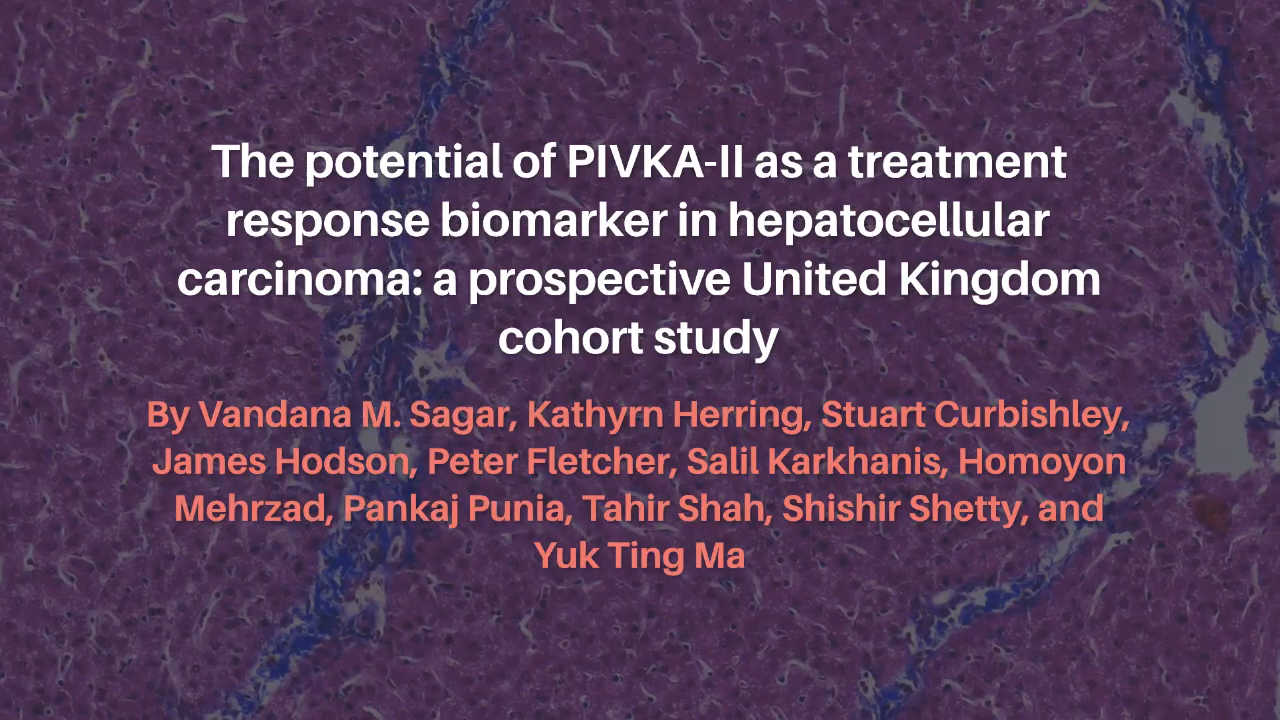 The potential of PIVKA-II as a treatment
response biomarker in hepatocellular
carcinoma: a prospective United Kingdom
cohort study
By Vandana M. Sagar, Kathyrn Herring, Stuart Curbishley,
James Hodson, Peter Fletcher, Salil Karkhanis, Homoyon
Mehrzad, Pankaj Punia, Tahir Shah, Shishir Shetty, and
Yuk Ting Ma